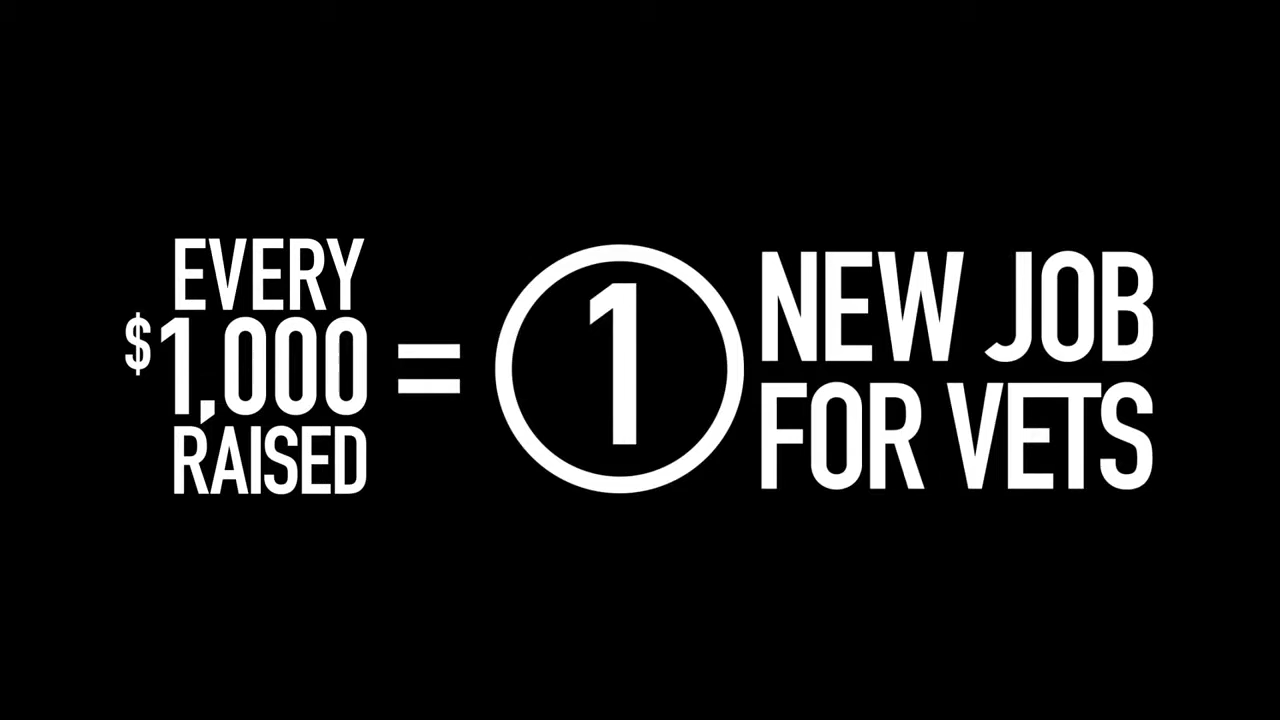 EVERY
$1,000
RAISED
=
1
NEW JOB
FOR VETS